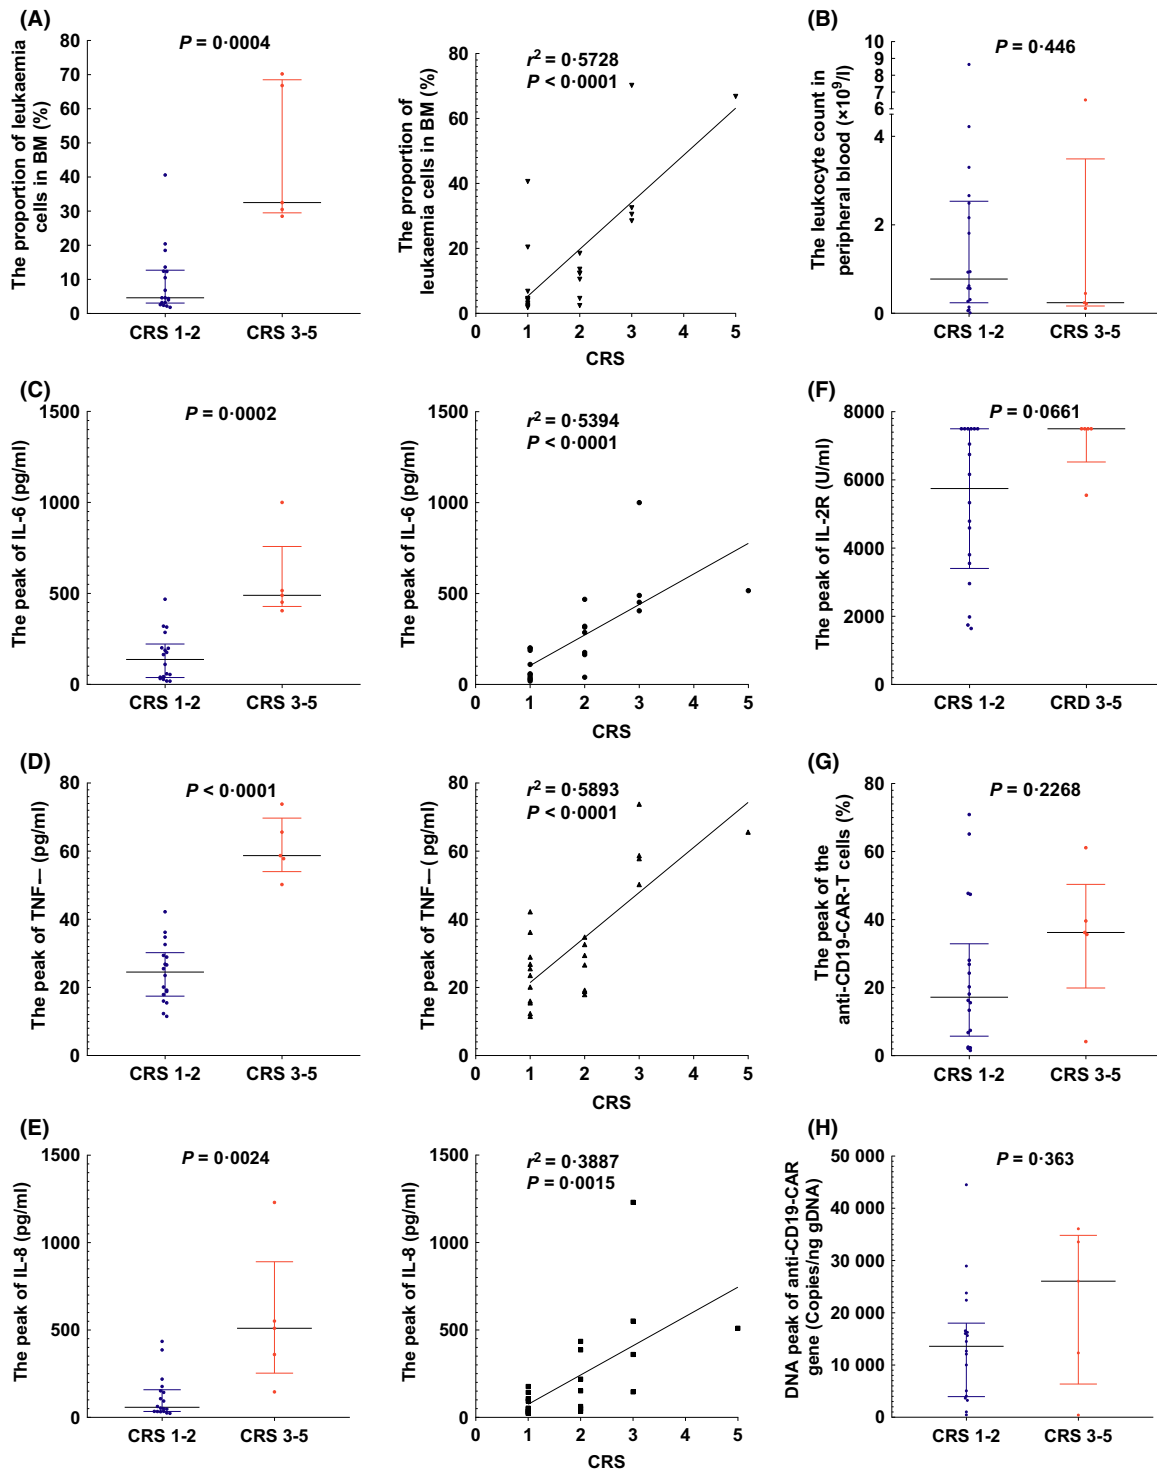 (A)
P = 0·0004
The proportion of leukaemia
cells in BM (%)
80
70
60
50
40
30
20
10
0
CRS 1-2
CRS 3-5
r² = 0·5728
P < 0·0001
The proportion of
leukaemia cells in BM (%)
80
60
40
20
0
0
1
2
3
4
5
CRS
(B)
P = 0·446
The leukocyte count in
peripheral blood (×10⁹/l)
10
9
8
7
6
4
2
0
CRS 1-2
CRS 3-5
(C)
P = 0·0002
The peak of IL-6 (pg/ml)
1500
1000
500
0
CRS 1-2
CRS 3-5
r² = 0·5394
P < 0·0001
The peak of IL-6 (pg/ml)
1500
1000
500
0
0
1
2
3
4
5
CRS
(F)
P = 0·0661
The peak of IL-2R (U/ml)
8000
6000
4000
2000
0
CRS 1-2
CRD 3-5
(D)
P < 0·0001
The peak of TNF-– (pg/ml)
80
60
40
20
0
CRS 1-2
CRS 3-5
r² = 0·5893
P < 0·0001
The peak of TNF-– ( pg/ml)
80
60
40
20
0
0
1
2
3
4
5
CRS
(G)
P = 0·2268
The peak of the
anti-CD19-CAR-T cells (%)
80
60
40
20
0
CRS 1-2
CRS 3-5
(E)
P = 0·0024
The peak of IL-8 (pg/ml)
1500
1000
500
0
CRS 1-2
CRS 3-5
r² = 0·3887
P = 0·0015
The peak of IL-8 (pg/ml)
1500
1000
500
0
0
1
2
3
4
5
CRS
(H)
P = 0·363
DNA peak of anti-CD19-CAR
gene (Copies/ng gDNA)
50 000
40 000
30 000
20 000
10 000
0
CRS 1-2
CRS 3-5